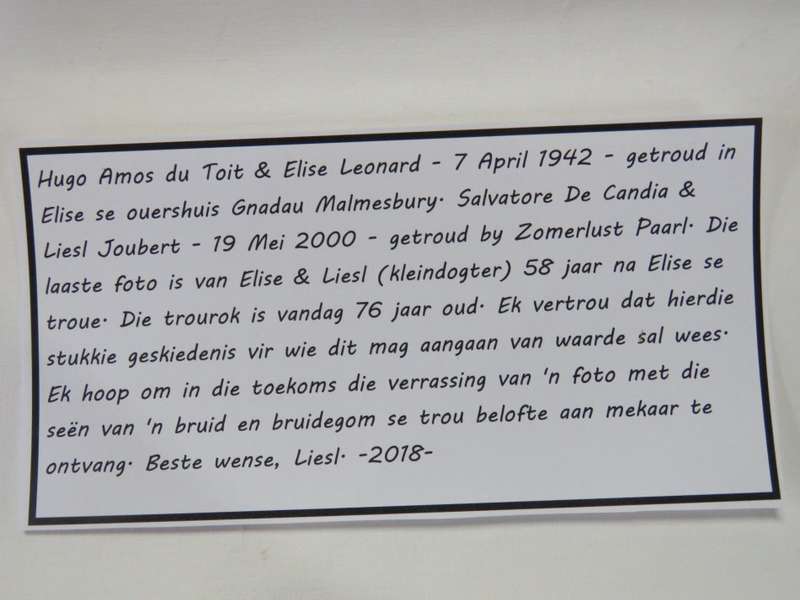 Hugo Amos du Toit & Elise Leonard - 7 April 1942 - getroud in
Elise se ouershuis Gnadau Malmesbury. Salvatore De Candia &
Liesl Joubert - 19 Mei 2000 - getroud by Zomerlust Paarl. Die
laaste foto is van Elise & Liesl (kleindogter) 58 jaar na Elise se
troue. Die trourok is vandag 76 jaar oud. Ek vertrou dat hierdie
stukkie geskiedenis vir wie dit mag aangaan van waarde sal wees.
Ek hoop om in die toekoms die verrassing van 'n foto met die
seën van 'n bruid en bruidegom se trou belofte aan mekaar te
ontvang. Beste wense, Liesl. -2018-